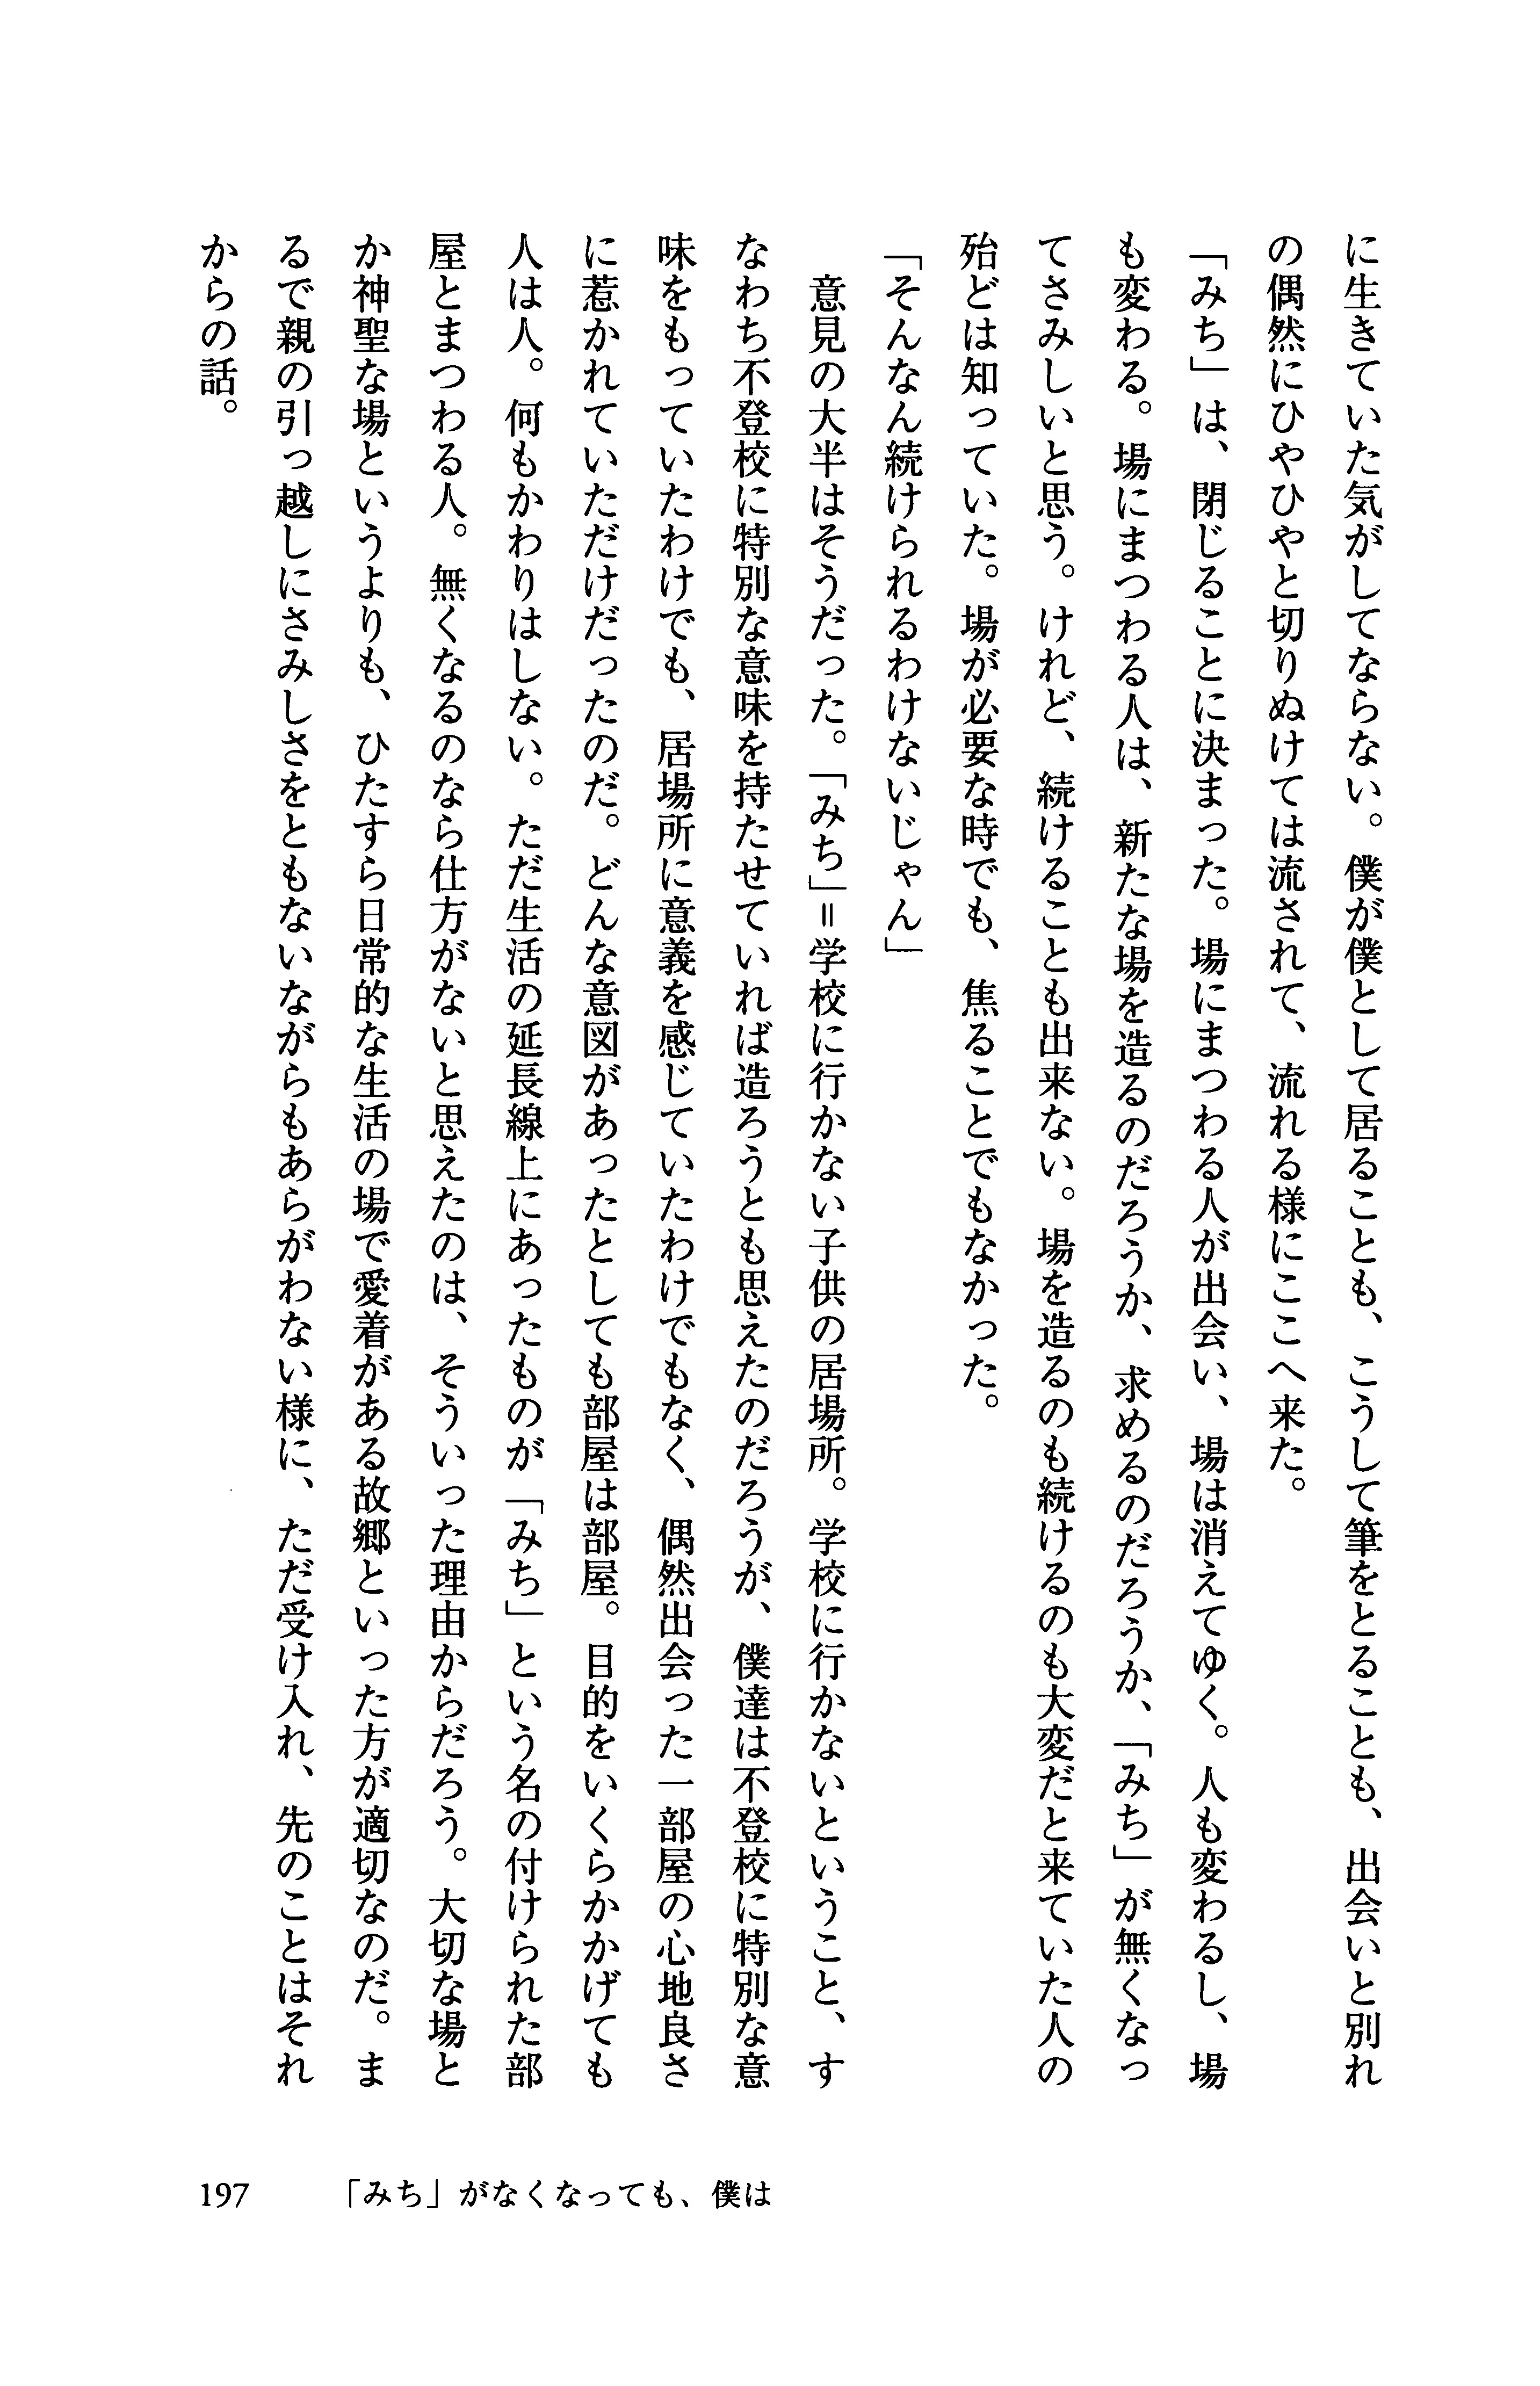 に生きていた気がしてならない。僕が僕として居ることも、こうして筆をとることも、出会いと別れ
の偶然にひやひやと切りぬけては流されて、流れる様にここへ来た。
「みち」は、閉じることに決まった。場にまつわる人が出会い、場は消えてゆく。人も変わるし、場
も変わる。場にまつわる人は、新たな場を造るのだろうか、求めるのだろうか、「みち」が無くなっ
てさみしいと思う。けれど、続けることも出来ない。場を造るのも続けるのも大変だと来ていた人の
殆どは知っていた。場が必要な時でも、焦ることでもなかった。
「そんなん続けられるわけないじゃん」
意見の大半はそうだった。「みち」＝学校に行かない子供の居場所。学校に行かないということ、す
なわち不登校に特別な意味を持たせていれば造ろうとも思えたのだろうが、僕達は不登校に特別な意
味をもっていたわけでも、居場所に意義を感じていたわけでもなく、偶然出会った一部屋の心地良さ
に惹かれていただけだったのだ。どんな意図があったとしても部屋は部屋。目的をいくらかかげても
人は人。何もかわりはしない。ただ生活の延長線上にあったものが「みち」という名の付けられた部
屋とまつわる人。無くなるのなら仕方がないと思えたのは、そういった理由からだろう。大切な場と
か神聖な場というよりも、ひたすら日常的な生活の場で愛着がある故郷といった方が適切なのだ。ま
るで親の引っ越しにさみしさをともないながらもあらがわない様に、ただ受け入れ、先のことはそれ
からの話。
197
「みち」がなくなっても、僕は